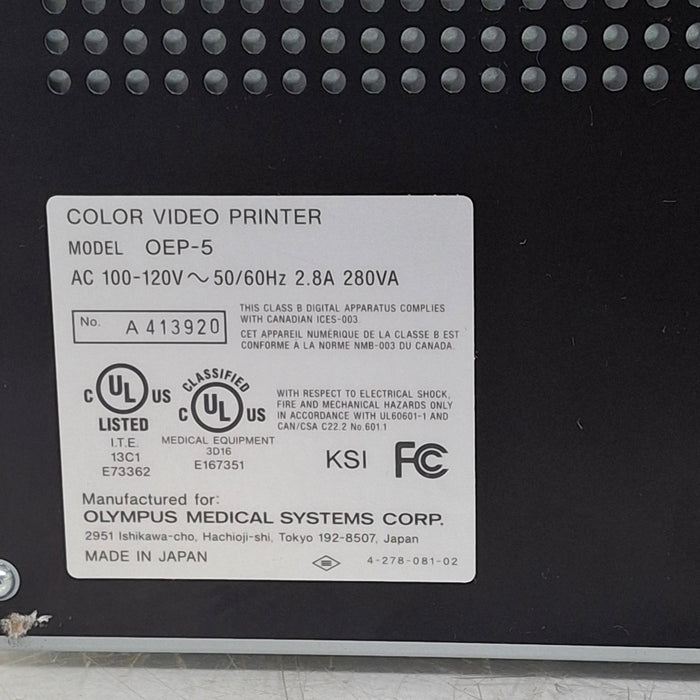 COLOR VIDEO PRINTER
MODEL OEP-5
AC 100-120V～50/60Hz 2.8A 280VA
No. A 413920
THIS CLASS B DIGITAL APPARATUS COMPLIES
WITH CANADIAN ICES-003.
CET APPAREIL NUMÉRIQUE DE LA CLASSE B EST
CONFORME À LA NORME NMB-003 DU CANADA.
C UL US
LISTED
I.T.E.
13C1
E73362
CLASSIFIED
C UL US
MEDICAL EQUIPMENT
3D16
E167351
WITH RESPECT TO ELECTRICAL SHOCK,
FIRE AND MECHANICAL HAZARDS ONLY
IN ACCORDANCE WITH UL60601-1 AND
CAN/CSA C22.2 No.601.1
KSI FC
Manufactured for:
OLYMPUS MEDICAL SYSTEMS CORP.
2951 Ishikawa-cho, Hachioji-shi, Tokyo 192-8507, Japan
MADE IN JAPAN
4-278-081-02